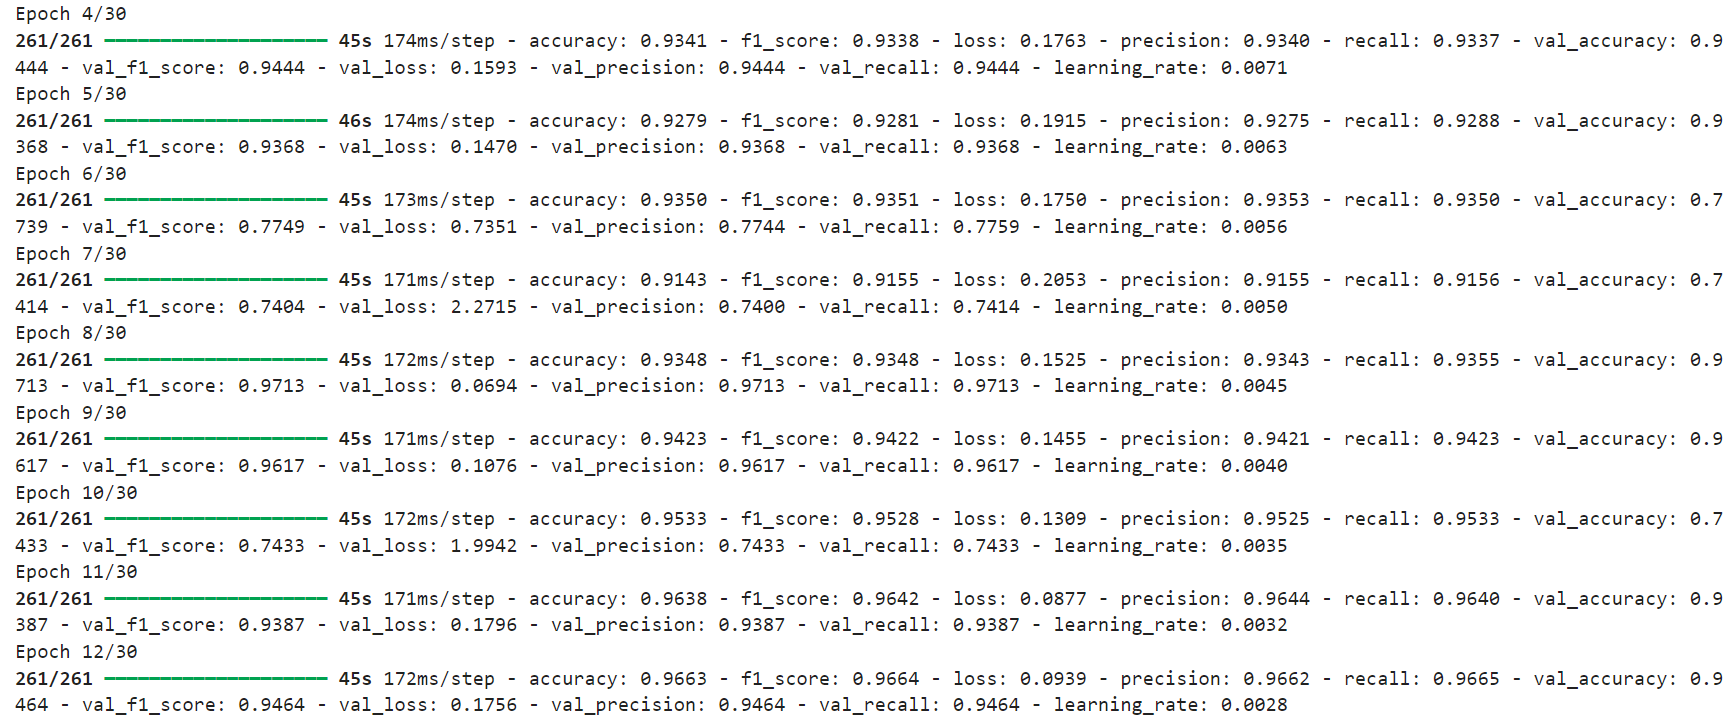 Epoch 4/30
261/261 ━━━━━━━━━━━━━━━━━━━━ 45s 174ms/step - accuracy: 0.9341 - f1_score: 0.9338 - loss: 0.1763 - precision: 0.9340 - recall: 0.9337 - val_accuracy: 0.9
444 - val_f1_score: 0.9444 - val_loss: 0.1593 - val_precision: 0.9444 - val_recall: 0.9444 - learning_rate: 0.0071
Epoch 5/30
261/261 ━━━━━━━━━━━━━━━━━━━━ 46s 174ms/step - accuracy: 0.9279 - f1_score: 0.9281 - loss: 0.1915 - precision: 0.9275 - recall: 0.9288 - val_accuracy: 0.9
368 - val_f1_score: 0.9368 - val_loss: 0.1470 - val_precision: 0.9368 - val_recall: 0.9368 - learning_rate: 0.0063
Epoch 6/30
261/261 ━━━━━━━━━━━━━━━━━━━━ 45s 173ms/step - accuracy: 0.9350 - f1_score: 0.9351 - loss: 0.1750 - precision: 0.9353 - recall: 0.9350 - val_accuracy: 0.7
739 - val_f1_score: 0.7749 - val_loss: 0.7351 - val_precision: 0.7744 - val_recall: 0.7759 - learning_rate: 0.0056
Epoch 7/30
261/261 ━━━━━━━━━━━━━━━━━━━━ 45s 171ms/step - accuracy: 0.9143 - f1_score: 0.9155 - loss: 0.2053 - precision: 0.9155 - recall: 0.9156 - val_accuracy: 0.7
414 - val_f1_score: 0.7404 - val_loss: 2.2715 - val_precision: 0.7400 - val_recall: 0.7414 - learning_rate: 0.0050
Epoch 8/30
261/261 ━━━━━━━━━━━━━━━━━━━━ 45s 172ms/step - accuracy: 0.9348 - f1_score: 0.9348 - loss: 0.1525 - precision: 0.9343 - recall: 0.9355 - val_accuracy: 0.9
713 - val_f1_score: 0.9713 - val_loss: 0.0694 - val_precision: 0.9713 - val_recall: 0.9713 - learning_rate: 0.0045
Epoch 9/30
261/261 ━━━━━━━━━━━━━━━━━━━━ 45s 171ms/step - accuracy: 0.9423 - f1_score: 0.9422 - loss: 0.1455 - precision: 0.9421 - recall: 0.9423 - val_accuracy: 0.9
617 - val_f1_score: 0.9617 - val_loss: 0.1076 - val_precision: 0.9617 - val_recall: 0.9617 - learning_rate: 0.0040
Epoch 10/30
261/261 ━━━━━━━━━━━━━━━━━━━━ 45s 172ms/step - accuracy: 0.9533 - f1_score: 0.9528 - loss: 0.1309 - precision: 0.9525 - recall: 0.9533 - val_accuracy: 0.7
433 - val_f1_score: 0.7433 - val_loss: 1.9942 - val_precision: 0.7433 - val_recall: 0.7433 - learning_rate: 0.0035
Epoch 11/30
261/261 ━━━━━━━━━━━━━━━━━━━━ 45s 171ms/step - accuracy: 0.9638 - f1_score: 0.9642 - loss: 0.0877 - precision: 0.9644 - recall: 0.9640 - val_accuracy: 0.9
387 - val_f1_score: 0.9387 - val_loss: 0.1796 - val_precision: 0.9387 - val_recall: 0.9387 - learning_rate: 0.0032
Epoch 12/30
261/261 ━━━━━━━━━━━━━━━━━━━━ 45s 172ms/step - accuracy: 0.9663 - f1_score: 0.9664 - loss: 0.0939 - precision: 0.9662 - recall: 0.9665 - val_accuracy: 0.9
464 - val_f1_score: 0.9464 - val_loss: 0.1756 - val_precision: 0.9464 - val_recall: 0.9464 - learning_rate: 0.0028